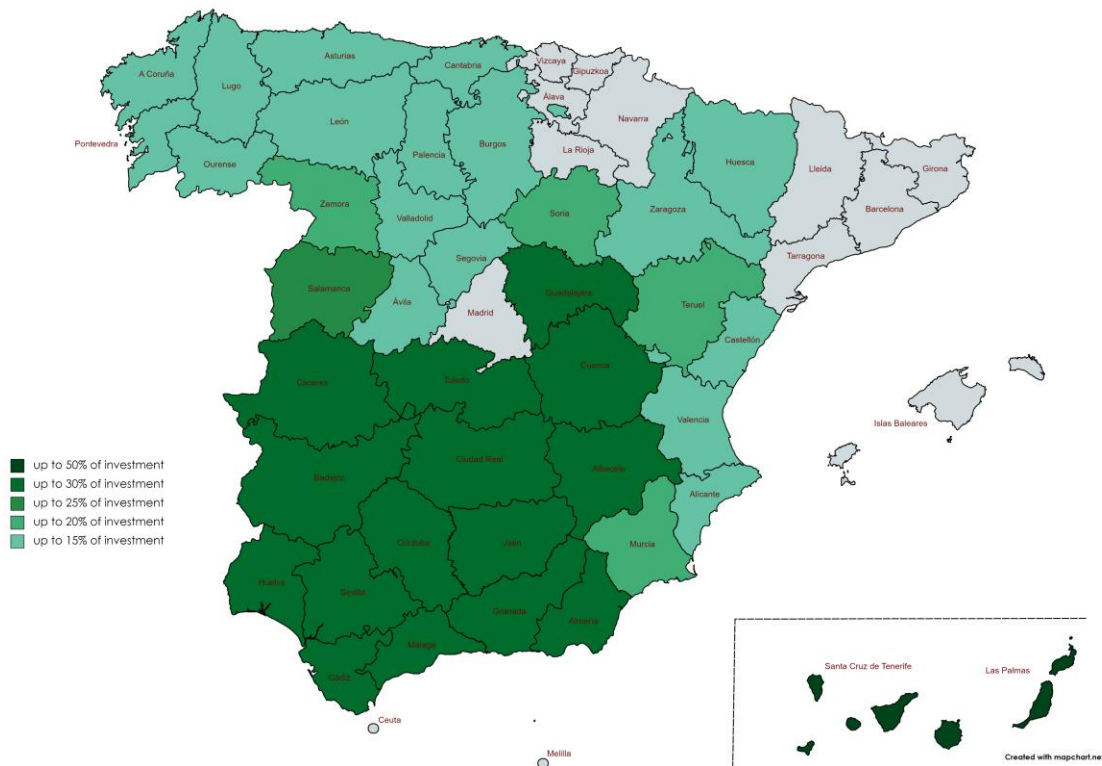 Asturias
Cantabria
A Coruña
Lugo
Vizcaya
Gipuzkoa
Álava
Navarra
León
Palencia
Burgos
La Rioja
Pontevedra
Ourense
Huesca
Lleida
Girona
Barcelona
Zamora
Valladolid
Soria
Zaragoza
Tarragona
Segovia
Salamanca
Ávila
Madrid
Guadalajara
Teruel
Castellón
Cáceres
Toledo
Cuenca
Valencia
Islas Baleares
Badajoz
Ciudad Real
Albacete
Alicante
up to 50% of investment
up to 30% of investment
up to 25% of investment
up to 20% of investment
up to 15% of investment
Córdoba
Jaén
Murcia
Huelva
Sevilla
Granada
Almería
Málaga
Cádiz
Ceuta
Melilla
Santa Cruz de Tenerife
Las Palmas
Created with mapchart.ne